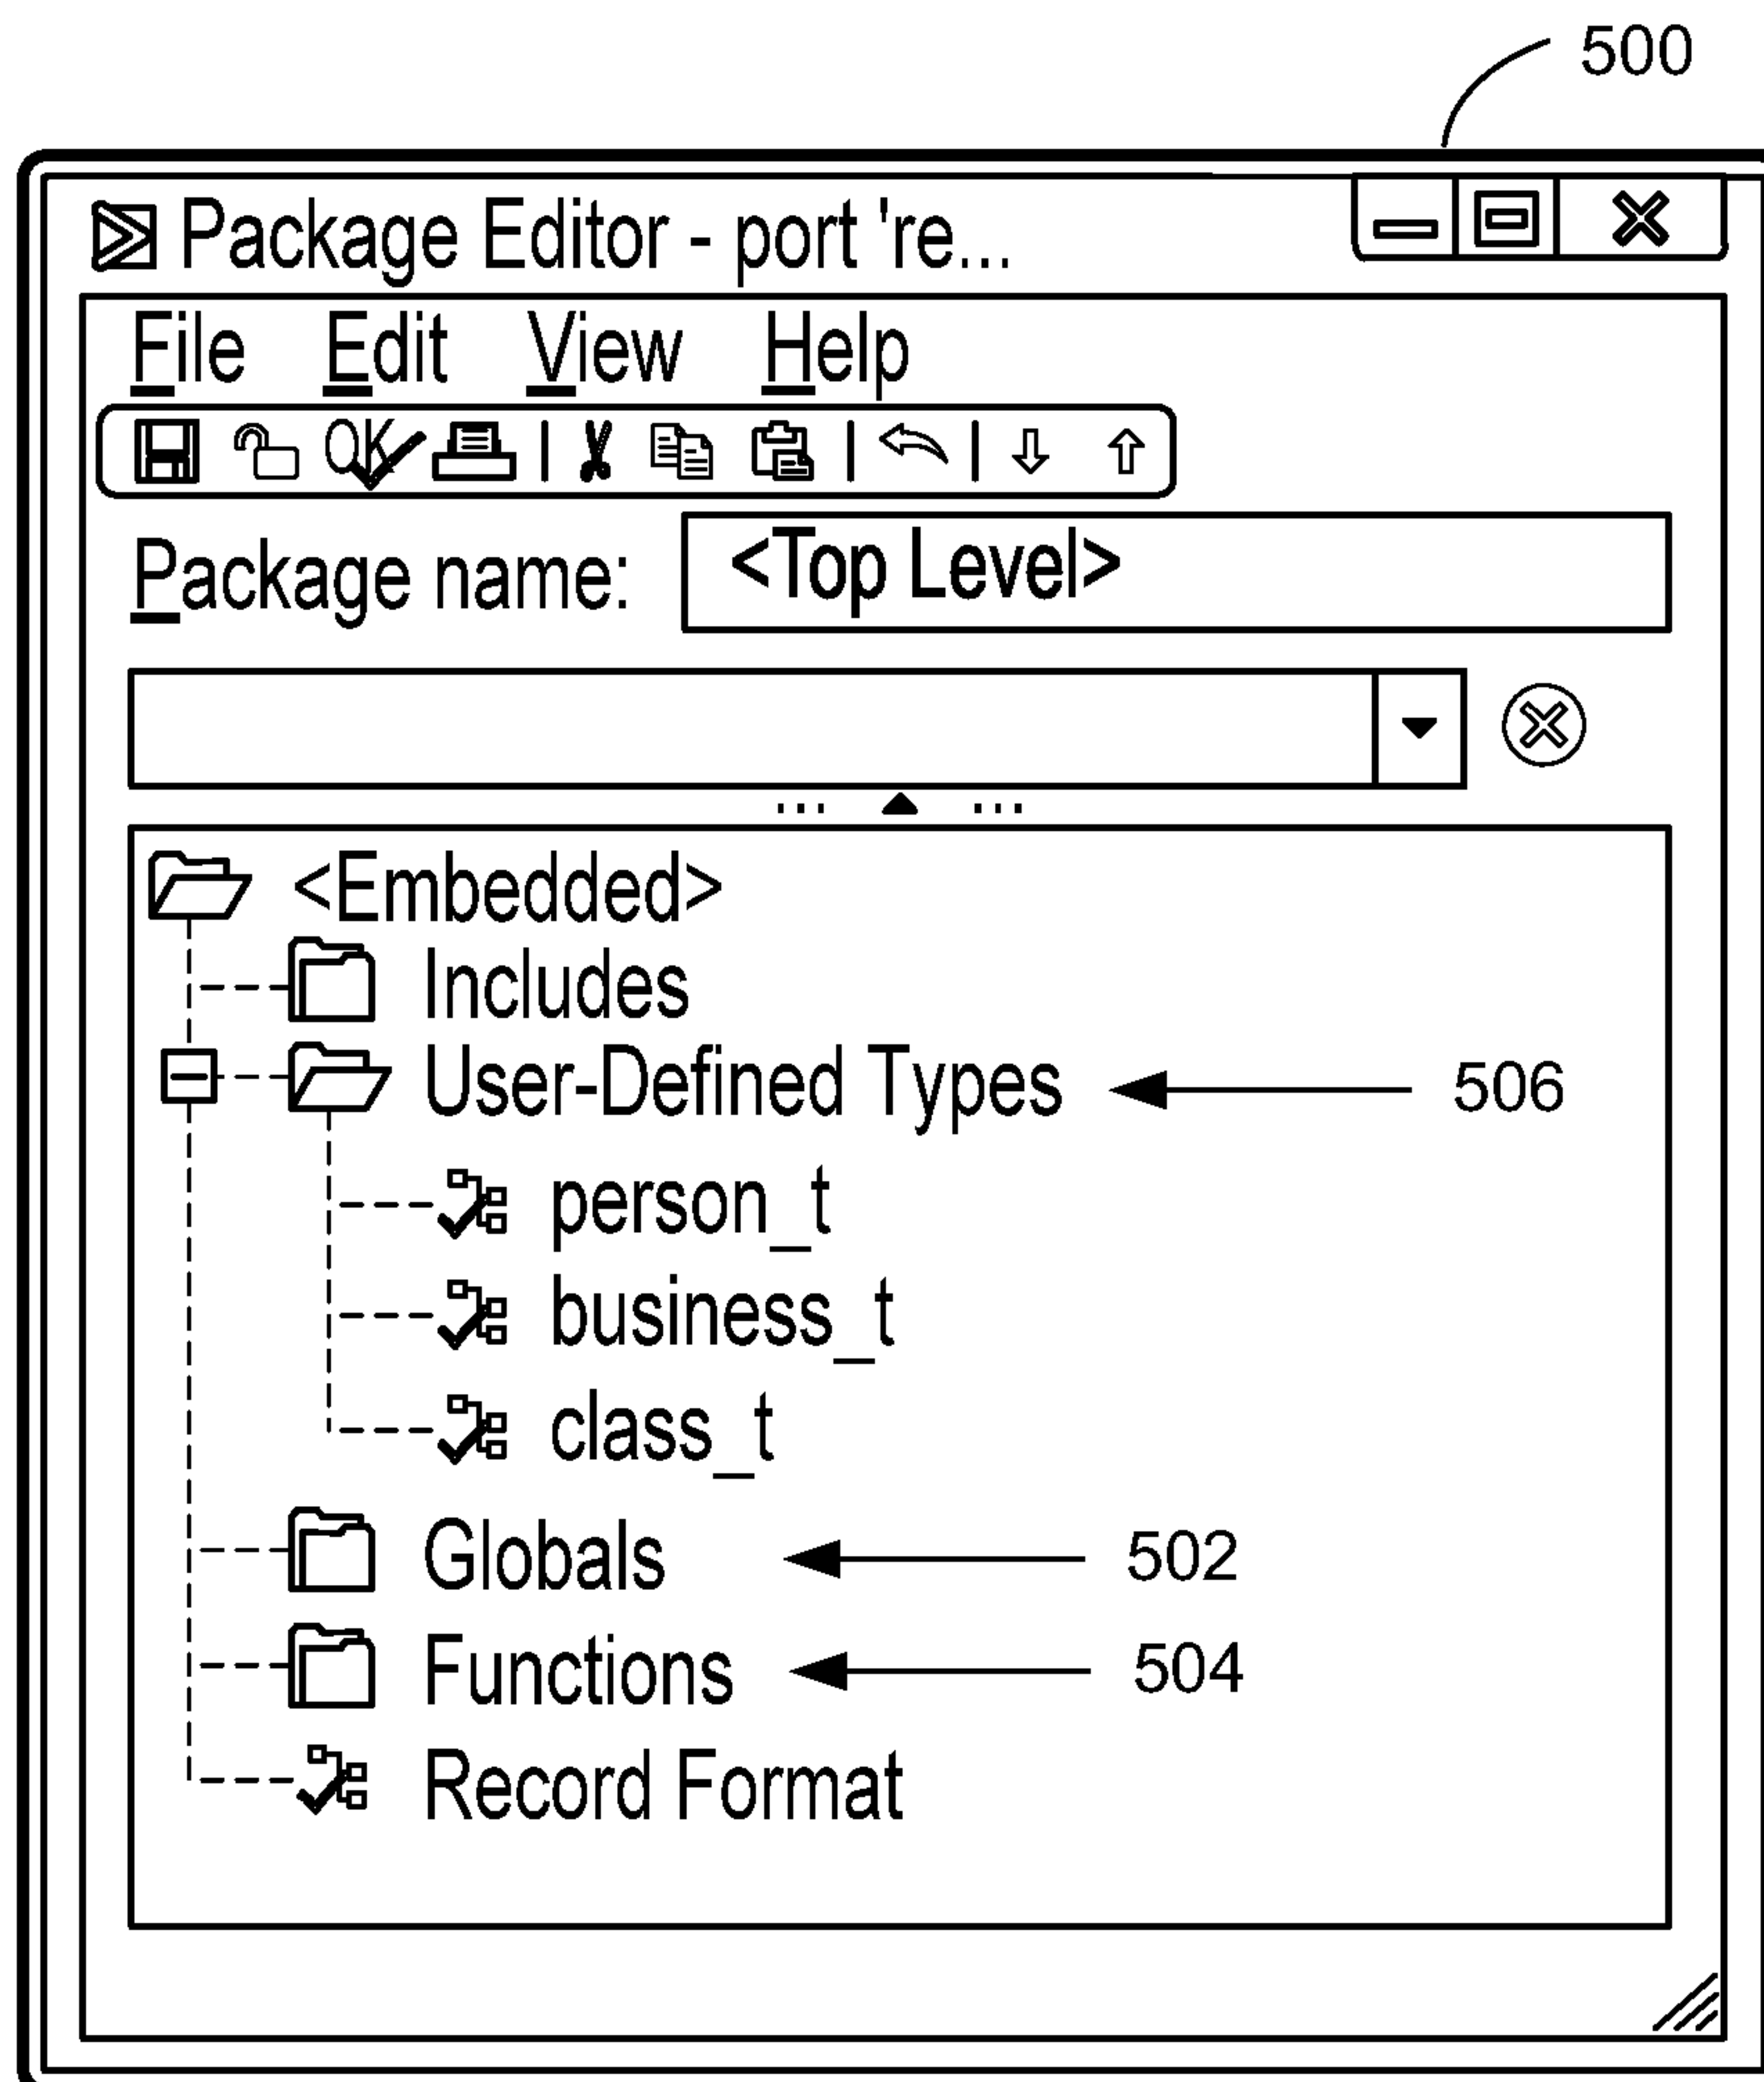 500
Package Editor - port 're...
File Edit View Help
OK
Package name: <Top Level>
<Embedded>
Includes
User-Defined Types 506
person_t
business_t
class_t
Globals 502
Functions 504
Record Format